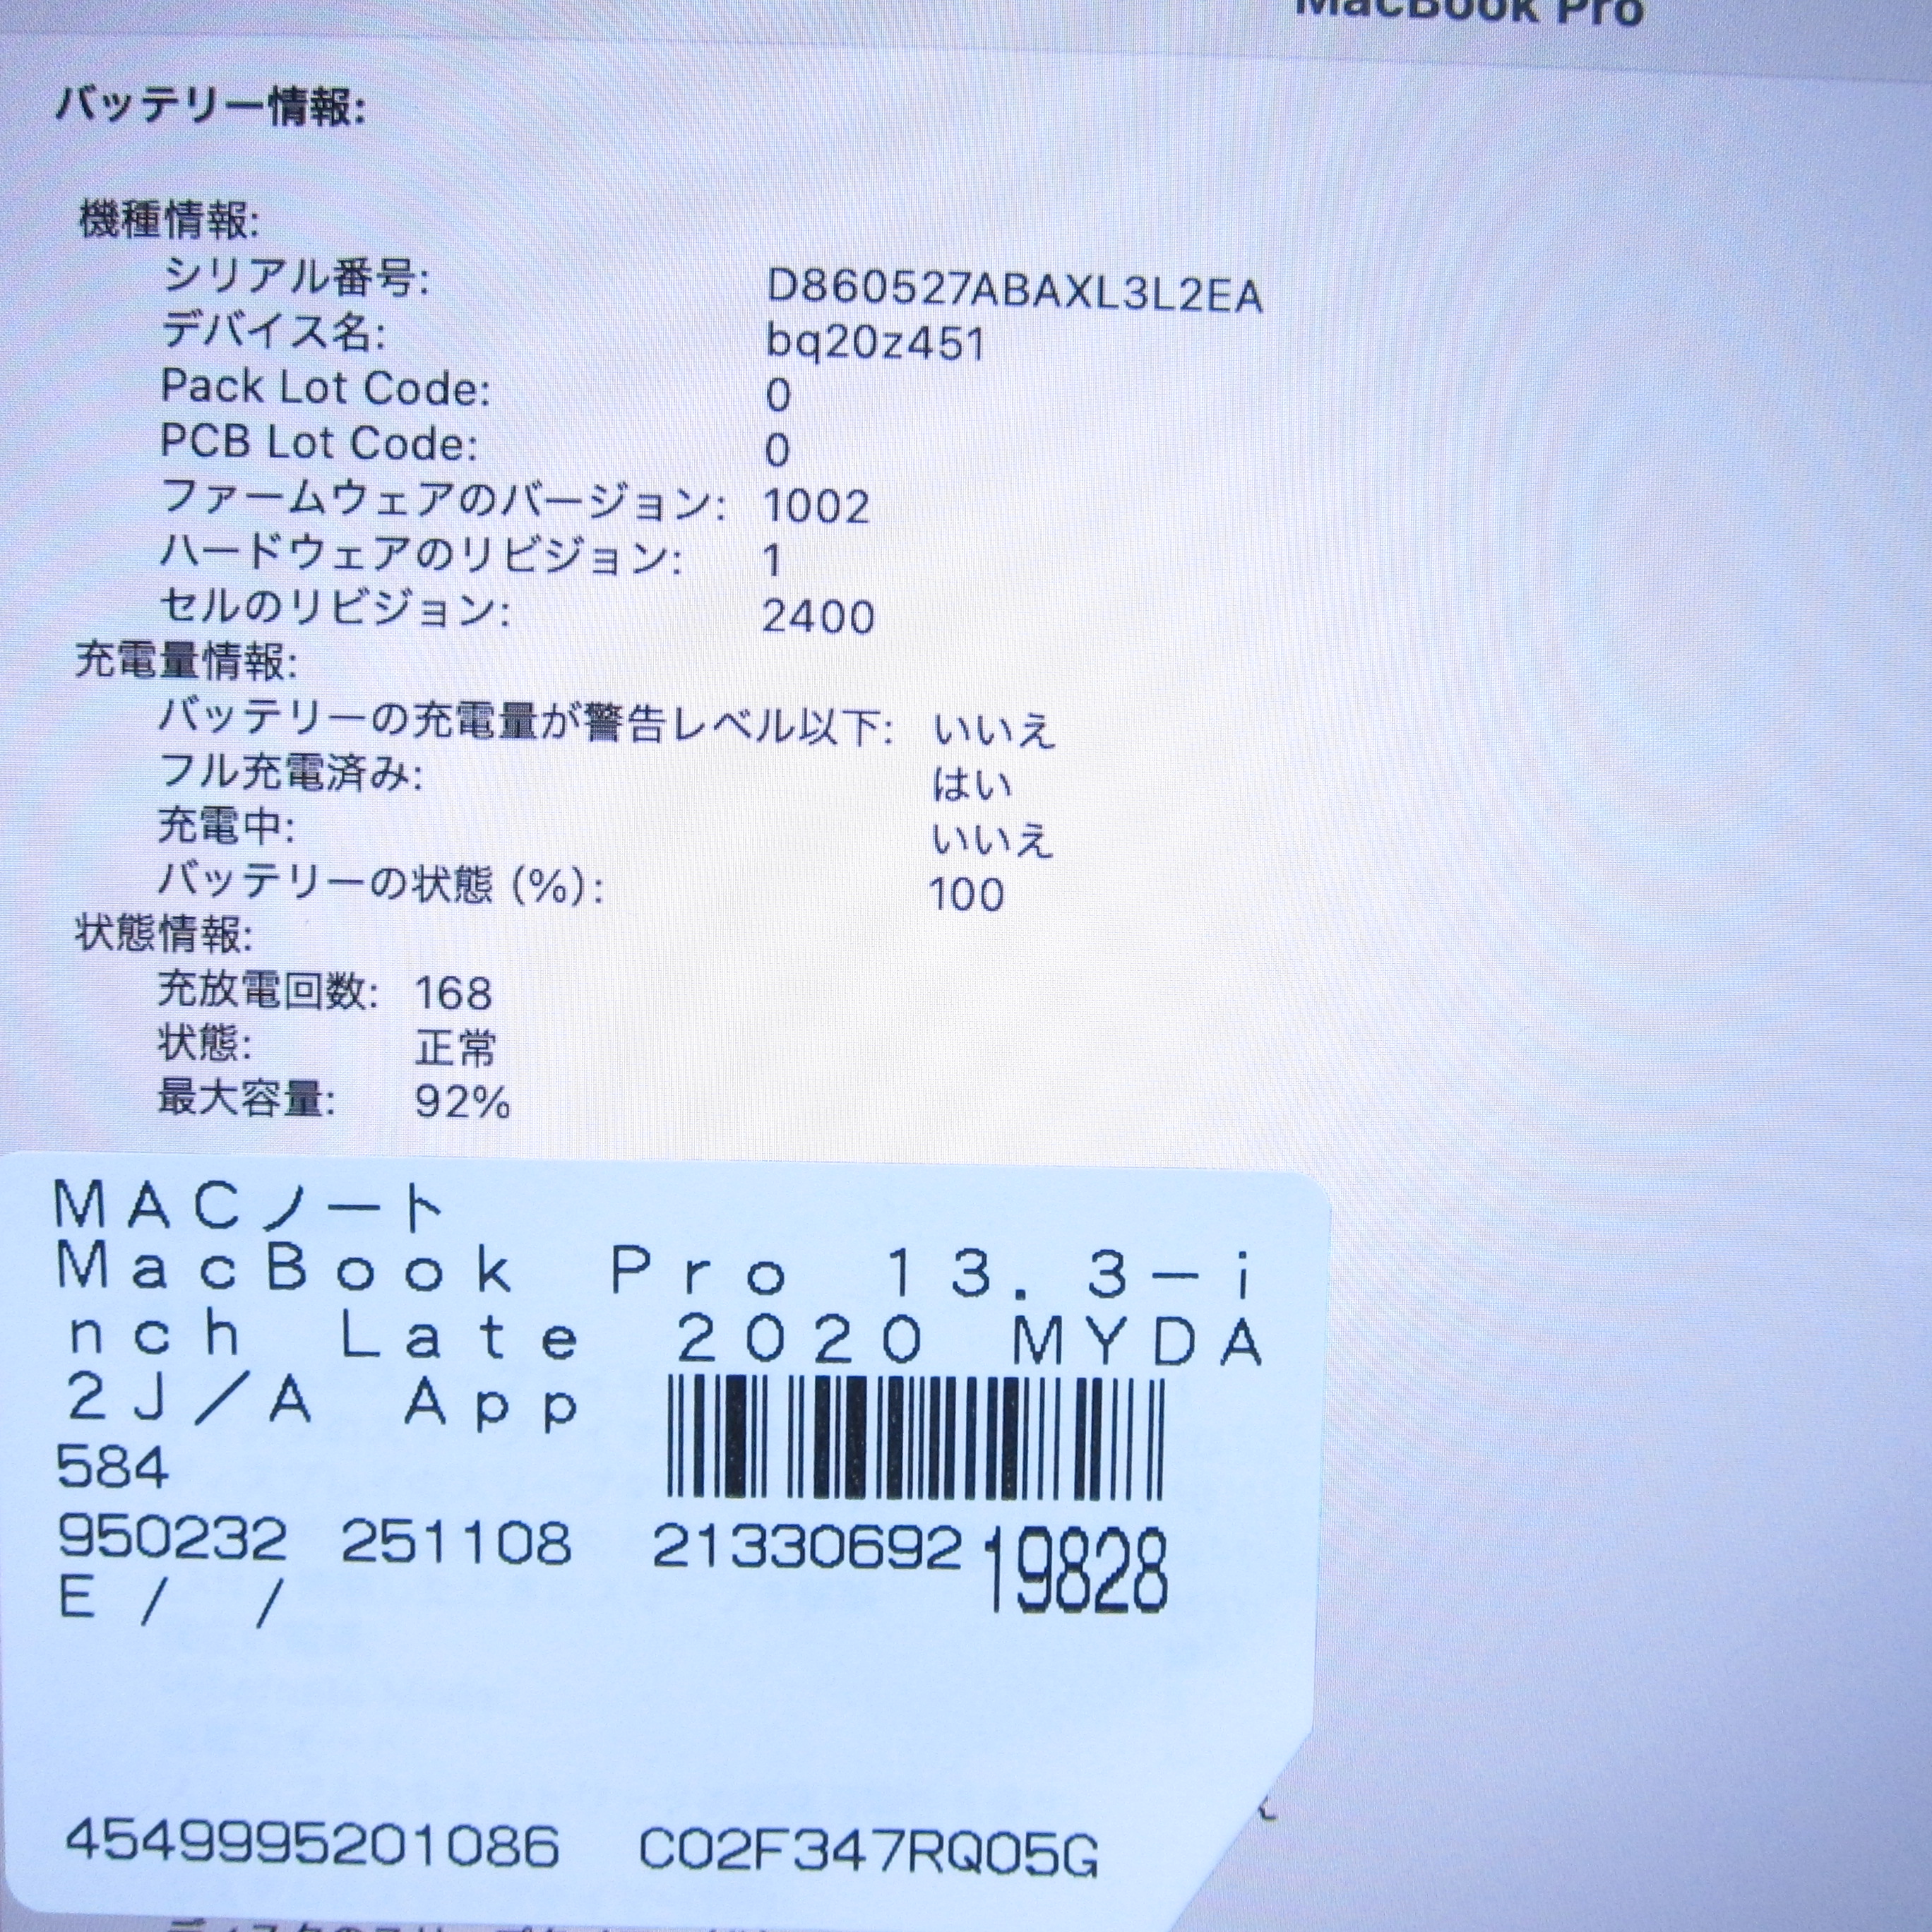 MacBook Pro
バッテリー情報:
機種情報:
シリアル番号: D860527ABAXL3L2EA
デバイス名: bq20z451
Pack Lot Code: 0
PCB Lot Code: 0
ファームウェアのバージョン: 1002
ハードウェアのリビジョン: 1
セルのリビジョン: 2400
充電量情報:
バッテリーの充電量が警告レベル以下: いいえ
フル充電済み: はい
充電中: いいえ
バッテリーの状態 (%): 100
状態情報:
充放電回数: 168
状態: 正常
最大容量: 92%
MACノート
MacBook Pro 13.3-i
nch Late 2020 MYDA
2J/A App
584
950232 251108 21330692 19828
E / /
4549995201086 C02F347RQ05G